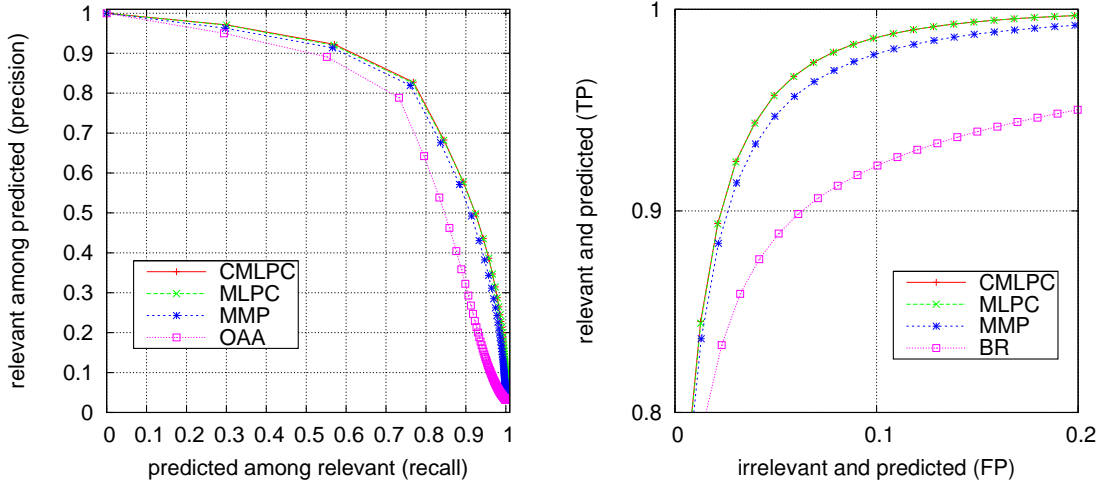 relevant among predicted (precision)
1
0.9
0.8
0.7
0.6
0.5
0.4
0.3
0.2
0.1
0
CMLPC
MLPC
MMP
OAA
0 0.1 0.2 0.3 0.4 0.5 0.6 0.7 0.8 0.9 1
predicted among relevant (recall)
relevant and predicted (TP)
1
0.9
0.8
CMLPC
MLPC
MMP
BR
0 0.1 0.2
irrelevant and predicted (FP)